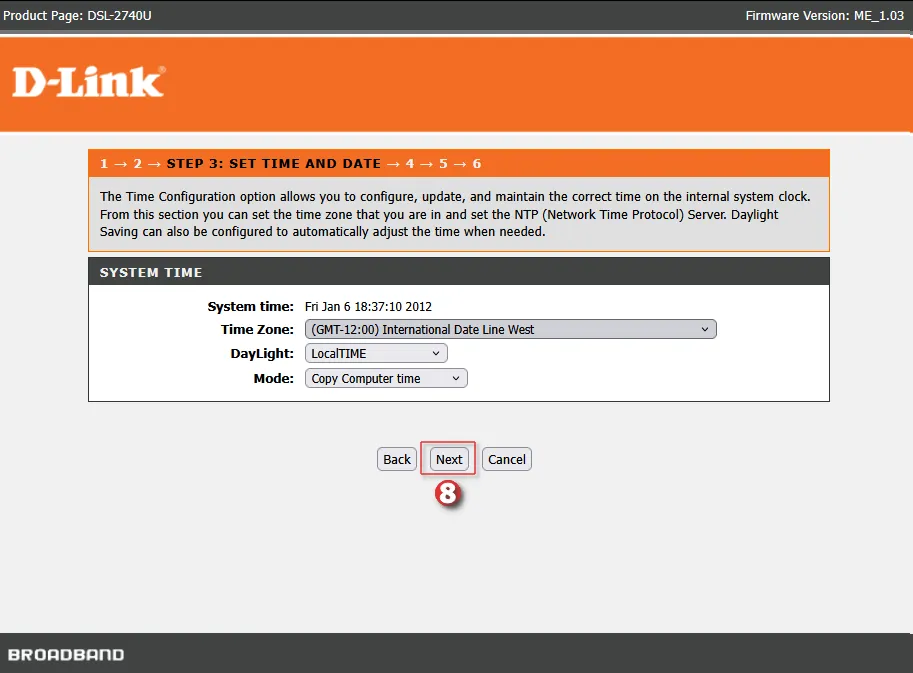 Product Page: DSL-2740U Firmware Version: ME_1.03
D-Link®
1 → 2 → STEP 3: SET TIME AND DATE → 4 → 5 → 6
The Time Configuration option allows you to configure, update, and maintain the correct time on the internal system clock.
From this section you can set the time zone that you are in and set the NTP (Network Time Protocol) Server. Daylight
Saving can also be configured to automatically adjust the time when needed.
SYSTEM TIME
System time: Fri Jan 6 18:37:10 2012
Time Zone: (GMT-12:00) International Date Line West
DayLight: LocalTIME
Mode: Copy Computer time
Back Next Cancel
8
BROADBAND